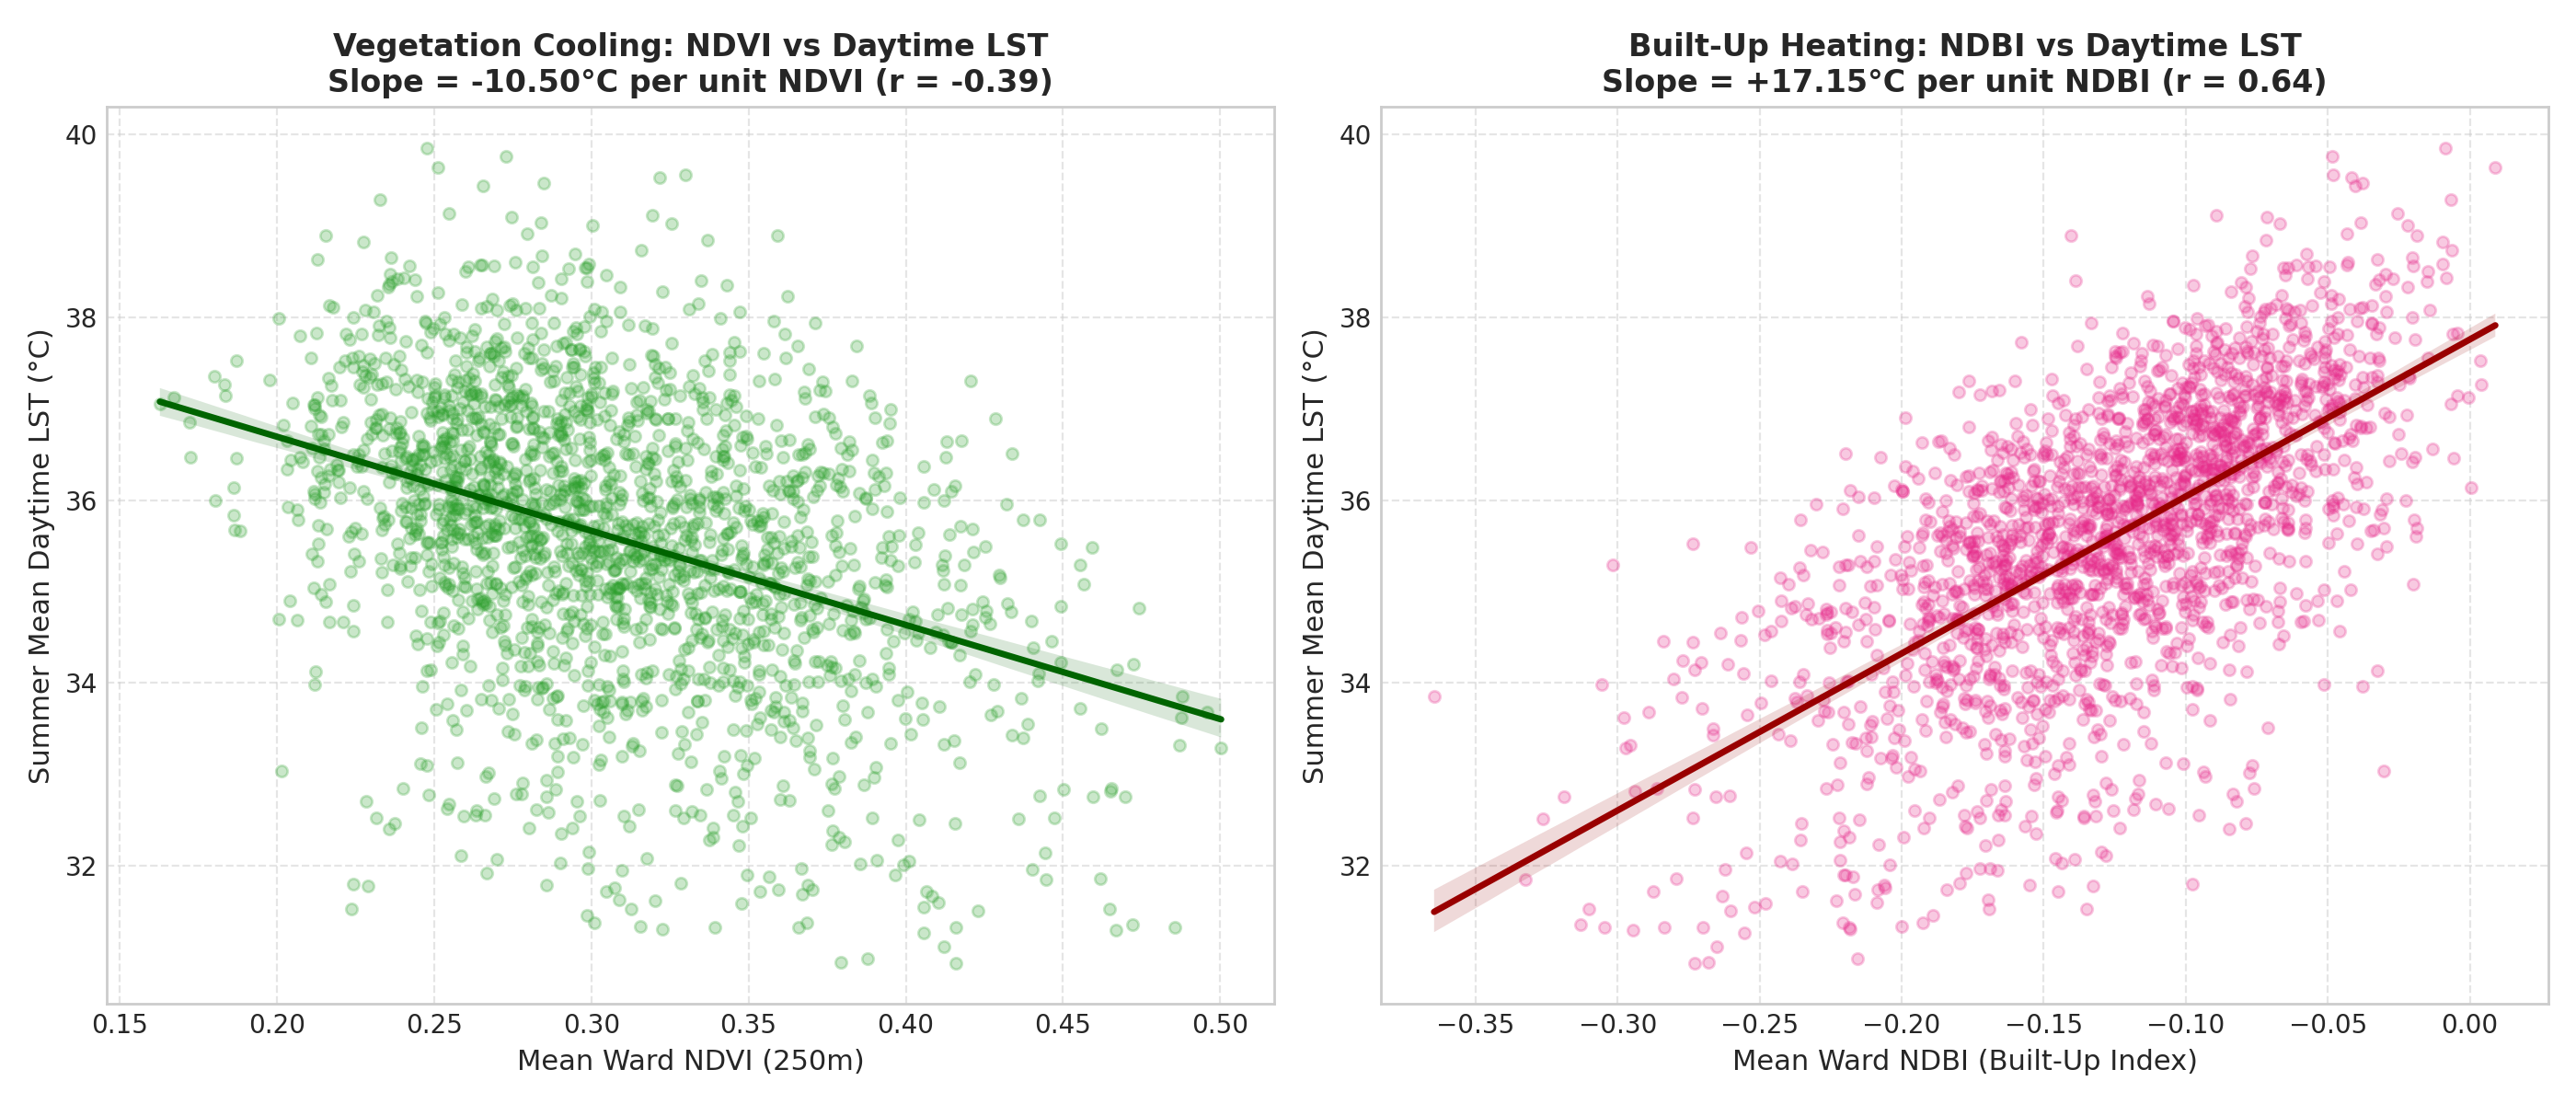 Vegetation Cooling: NDVI vs Daytime LST
Slope = -10.50°C per unit NDVI (r = -0.39)
40
38
36
34
32
Summer Mean Daytime LST (°C)
0.15 0.20 0.25 0.30 0.35 0.40 0.45 0.50
Mean Ward NDVI (250m)
Built-Up Heating: NDBI vs Daytime LST
Slope = +17.15°C per unit NDBI (r = 0.64)
40
38
36
34
32
Summer Mean Daytime LST (°C)
−0.35 −0.30 −0.25 −0.20 −0.15 −0.10 −0.05 0.00
Mean Ward NDBI (Built-Up Index)